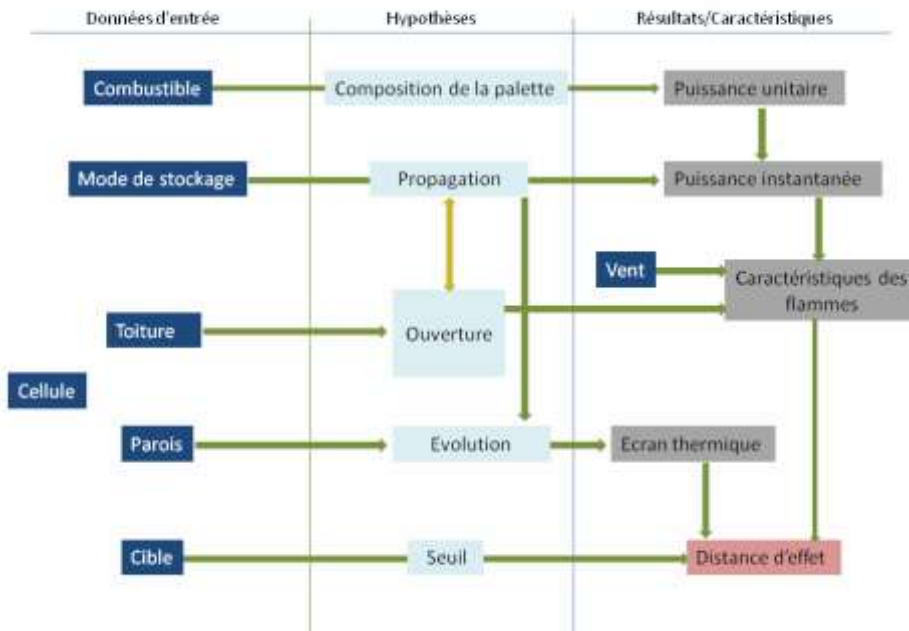 Données d'entrée
Hypothèses
Résultats/Caractéristiques
Combustible
Composition de la palette
Puissance unitaire
Mode de stockage
Propagation
Puissance instantanée
Vent
Caractéristiques des
flammes
Toiture
Ouverture
Cellule
Parois
Evolution
Ecran thermique
Cible
Seuil
Distance d'effet